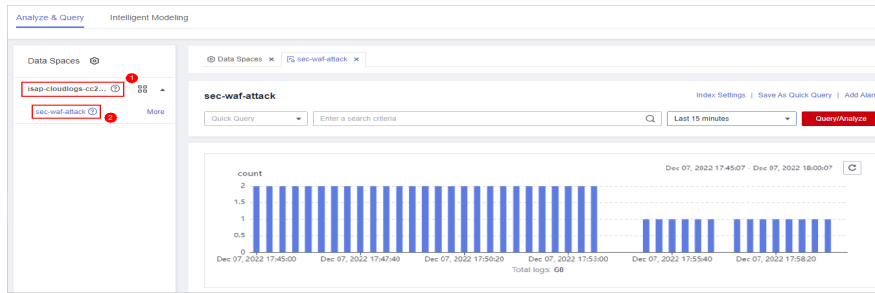 Analyze & Query Intelligent Modeling
Data Spaces
Data Spaces × sec-waf-attack ×
1
isap-cloudlogs-cc2... ?
sec-waf-attack ? 2 More
sec-waf-attack
Index Settings | Save As Quick Query | Add Alarm
Quick Query Enter a search criteria Last 15 minutes Query/Analyze
Dec 07, 2022 17:45:07 - Dec 07, 2022 18:00:07
count
2
1.5
1
0.5
0
Dec 07, 2022 17:45:00 Dec 07, 2022 17:47:40 Dec 07, 2022 17:50:20 Dec 07, 2022 17:53:00 Dec 07, 2022 17:55:40 Dec 07, 2022 17:58:20
Total logs: 68